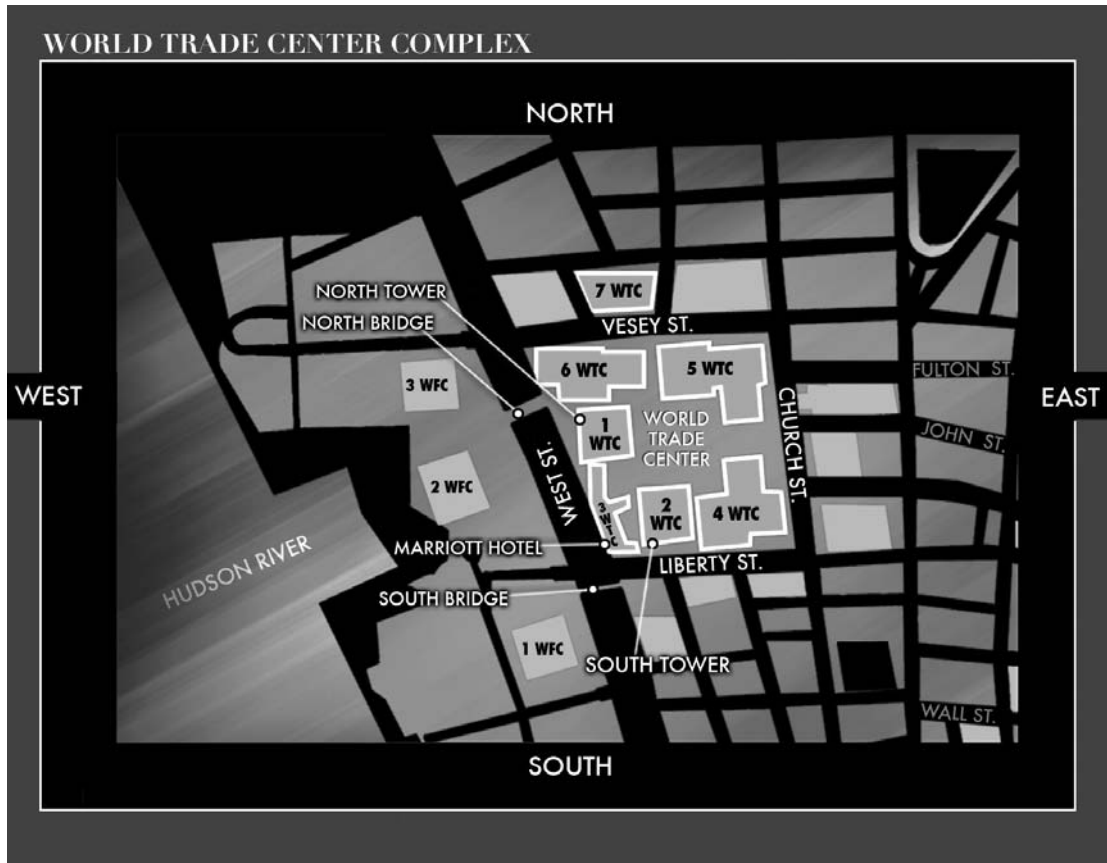 WORLD TRADE CENTER COMPLEX
NORTH
7 WTC
NORTH TOWER
NORTH BRIDGE
VESEY ST.
6 WTC
5 WTC
3 WFC
FULTON ST.
WEST
EAST
1
WTC
WORLD
TRADE
CENTER
CHURCH ST.
JOHN ST.
WEST ST.
2 WFC
3 WTC
2
WTC
4 WTC
MARRIOTT HOTEL
LIBERTY ST.
HUDSON RIVER
SOUTH BRIDGE
1 WFC
SOUTH TOWER
WALL ST.
SOUTH